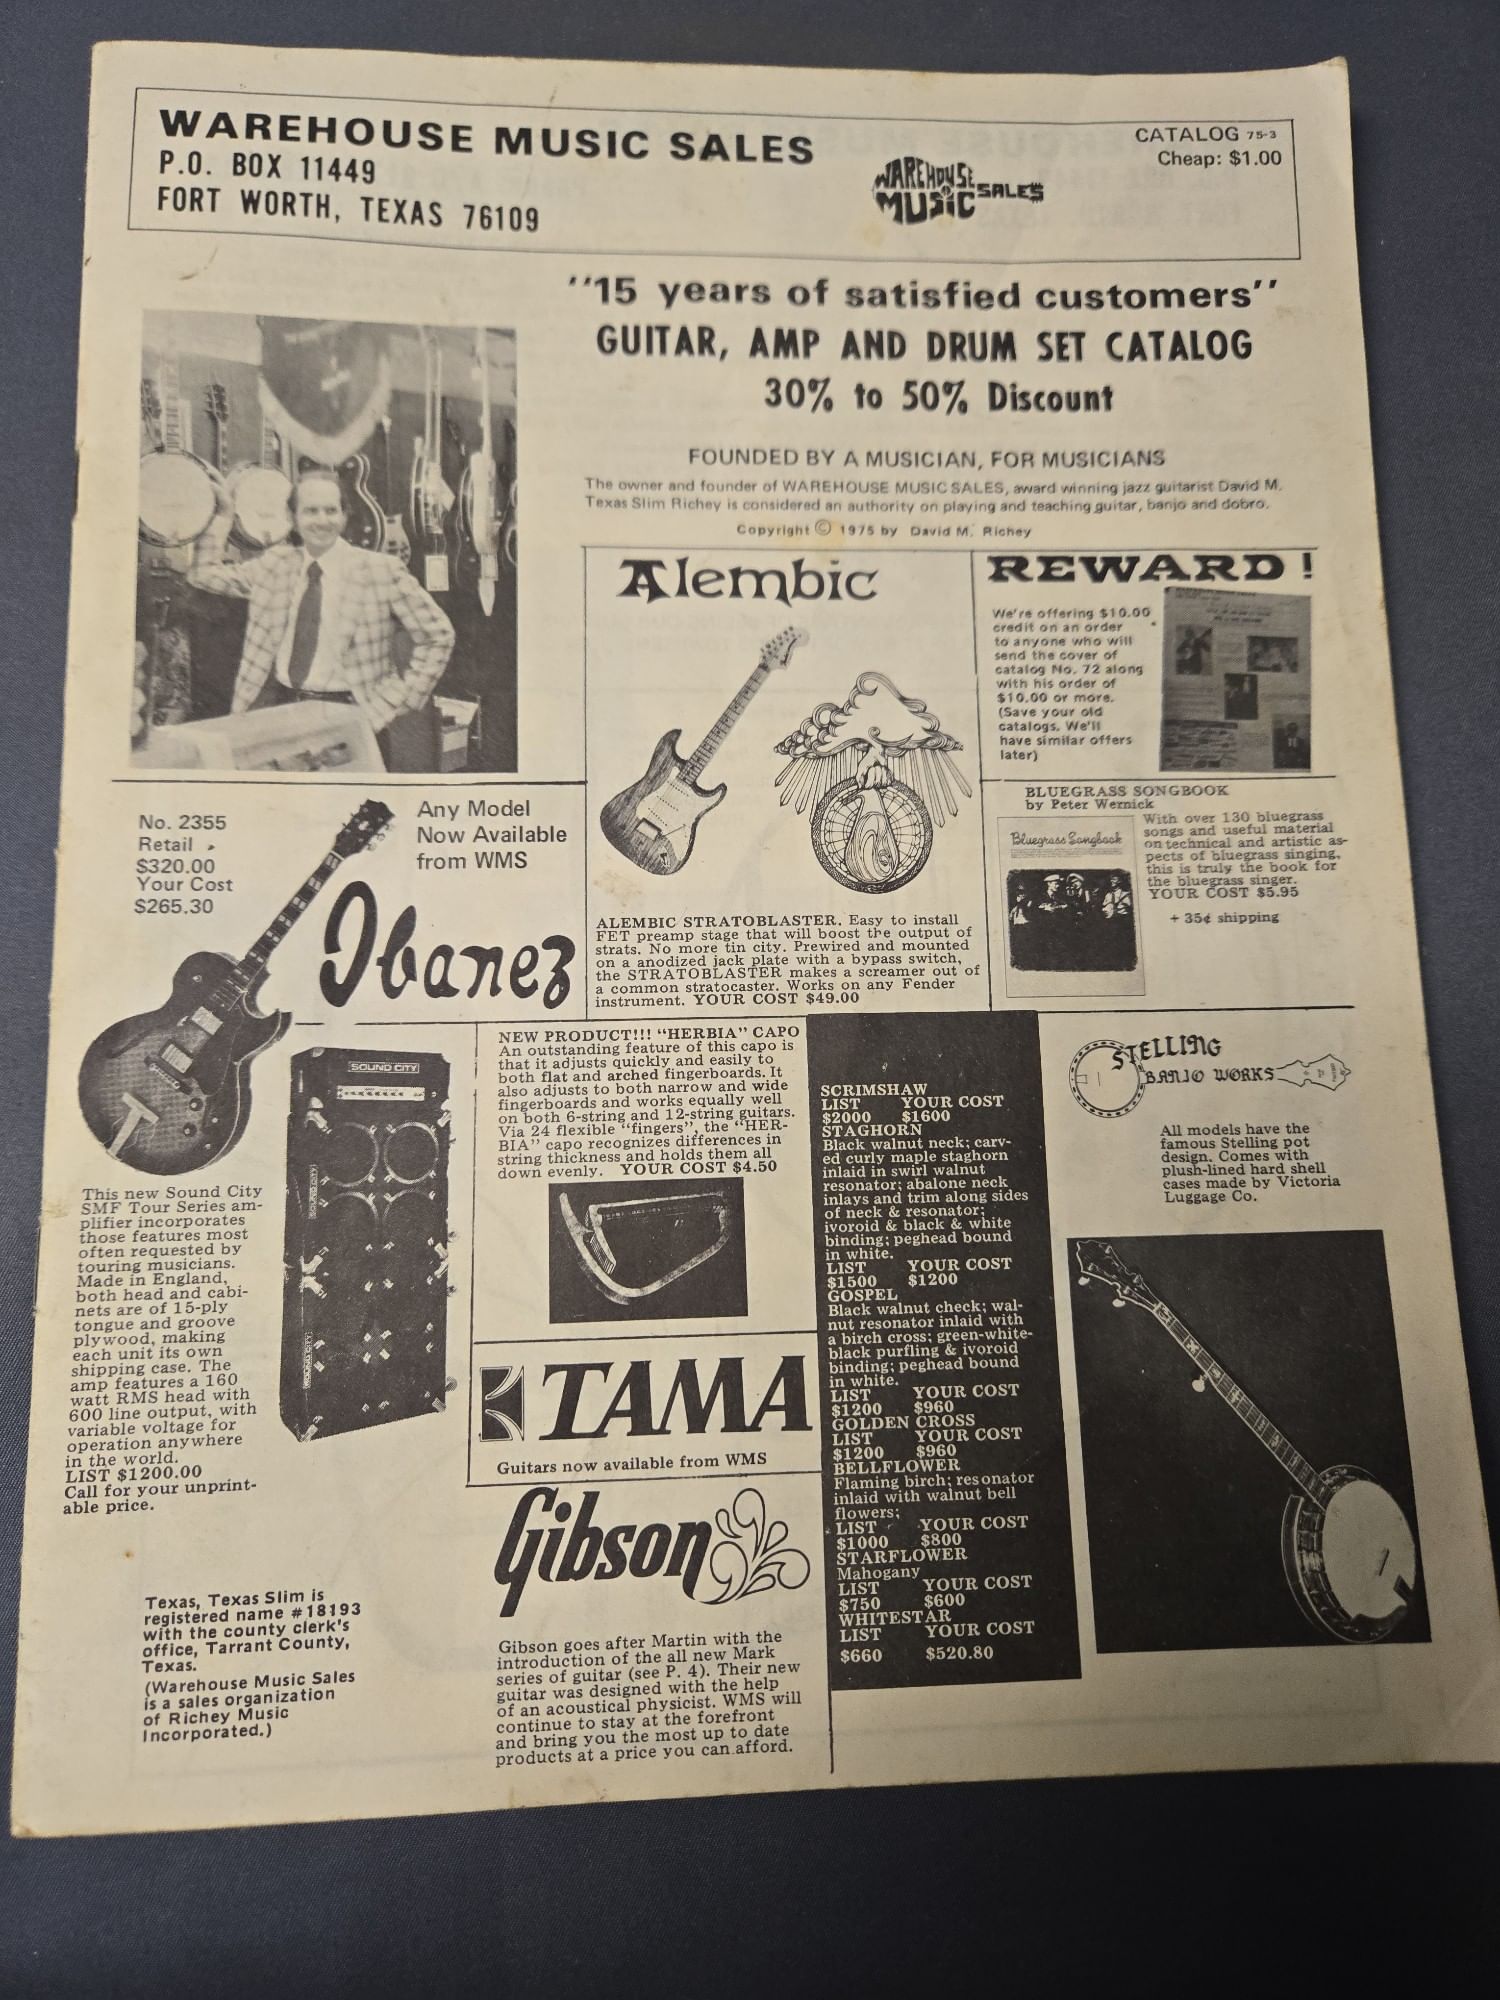 WAREHOUSE MUSIC SALES
P.O. BOX 11449
FORT WORTH, TEXAS 76109
WAREHOUSE
MUSIC SALES
CATALOG 75-3
Cheap: $1.00
''15 years of satisfied customers''
GUITAR, AMP AND DRUM SET CATALOG
30% to 50% Discount
FOUNDED BY A MUSICIAN, FOR MUSICIANS
The owner and founder of WAREHOUSE MUSIC SALES, award winning jazz guitarist David M.
Texas Slim Richey is considered an authority on playing and teaching guitar, banjo and dobro.
Copyright © 1975 by David M. Richey
Alembic
ALEMBIC STRATOBLASTER. Easy to install
FET preamp stage that will boost the output of
strats. No more tin city. Prewired and mounted
on a anodized jack plate with a bypass switch,
the STRATOBLASTER makes a screamer out of
a common stratocaster. Works on any Fender
instrument. YOUR COST $49.00
REWARD!
We're offering $10.00
credit on an order
to anyone who will
send the cover of
catalog No. 72 along
with his order of
$10.00 or more.
(Save your old
catalogs. We'll
have similar offers
later)
BLUEGRASS SONGBOOK
by Peter Wernick
Bluegrass Songbook
With over 130 bluegrass
songs and useful material
on technical and artistic as-
pects of bluegrass singing,
this is truly the book for
the bluegrass singer.
YOUR COST $5.95
+ 35¢ shipping
No. 2355
Retail
$320.00
Your Cost
$265.30
Any Model
Now Available
from WMS
Ibanez
SOUND CITY
SOUND CITY
SOUND CITY
This new Sound City
SMF Tour Series am-
plifier incorporates
those features most
often requested by
touring musicians.
Made in England,
both head and cabi-
nets are of 15-ply
tongue and groove
plywood, making
each unit its own
shipping case. The
amp features a 160
watt RMS head with
600 line output, with
variable voltage for
operation anywhere
in the world.
LIST $1200.00
Call for your unprint-
able price.
Texas, Texas Slim is
registered name #18193
with the county clerk's
office, Tarrant County,
Texas.
(Warehouse Music Sales
is a sales organization
of Richey Music
Incorporated.)
NEW PRODUCT!!! "HERBIA" CAPO
An outstanding feature of this capo is
that it adjusts quickly and easily to
both flat and arched fingerboards. It
also adjusts to both narrow and wide
fingerboards and works equally well
on both 6-string and 12-string guitars.
Via 24 flexible "fingers", the "HER-
BIA" capo recognizes differences in
string thickness and holds them all
down evenly. YOUR COST $4.50
TAMA
Guitars now available from WMS
Gibson
Gibson goes after Martin with the
introduction of the all new Mark
series of guitar (see P. 4). Their new
guitar was designed with the help
of an acoustical physicist. WMS will
continue to stay at the forefront
and bring you the most up to date
products at a price you can afford.
SCRIMSHAW
LIST YOUR COST
$2000 $1600
STAGHORN
Black walnut neck; carv-
ed curly maple staghorn
inlaid in swirl walnut
resonator; abalone neck
inlays and trim along sides
of neck & resonator;
ivoroid & black & white
binding; peghead bound
in white.
LIST YOUR COST
$1500 $1200
GOSPEL
Black walnut check; wal-
nut resonator inlaid with
a birch cross; green-white-
black purfling & ivoroid
binding; peghead bound
in white.
LIST YOUR COST
$1200 $960
GOLDEN CROSS
LIST YOUR COST
$1200 $960
BELLFLOWER
Flaming birch; resonator
inlaid with walnut bell
flowers;
LIST YOUR COST
$1000 $800
STARFLOWER
Mahogany
LIST YOUR COST
$750 $600
WHITESTAR
LIST YOUR COST
$660 $520.80
STELLING
BANJO WORKS
All models have the
famous Stelling pot
design. Comes with
plush-lined hard shell
cases made by Victoria
Luggage Co.